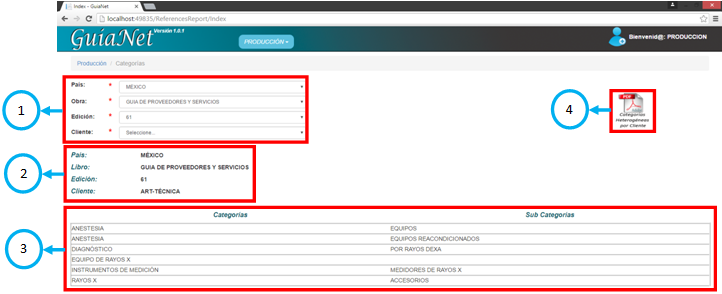 Index - GuiaNet
localhost:49835/ReferencesReport/Index
GuíaNet Versión 1.0.1
PRODUCCIÓN
Bienvenid@: PRODUCCION
Producción / Categorías
País: * MÉXICO
Obra: * GUIA DE PROVEEDORES Y SERVICIOS
Edición: * 61
Cliente: * Seleccione...
1
4
PDF
Categorías
Heterogéneas
por Cliente
2
País: MÉXICO
Libro: GUIA DE PROVEEDORES Y SERVICIOS
Edición: 61
Cliente: ART-TÉCNICA
3
Categorías Sub Categorías
ANESTESIA EQUIPOS
ANESTESIA EQUIPOS REACONDICIONADOS
DIAGNÓSTICO POR RAYOS DEXA
EQUIPO DE RAYOS X
INSTRUMENTOS DE MEDICIÓN MEDIDORES DE RAYOS X
RAYOS X ACCESORIOS